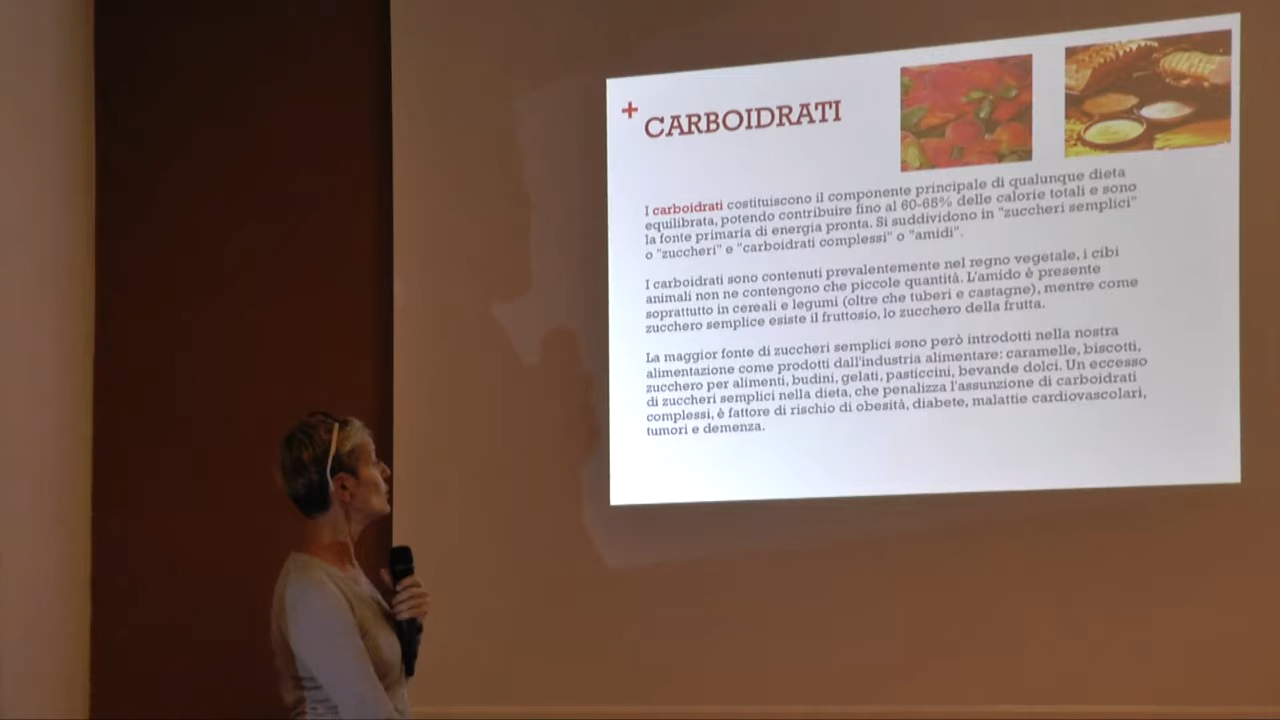 + CARBOIDRATI
I carboidrati costituiscono il componente principale di qualunque dieta
equilibrata, potendo contribuire fino al 60-65% delle calorie totali e sono
la fonte primaria di energia pronta. Si suddividono in "zuccheri semplici"
o "zuccheri" e "carboidrati complessi" o "amidi".
I carboidrati sono contenuti prevalentemente nel regno vegetale, i cibi
animali non ne contengono che piccole quantità. L'amido è presente
soprattutto in cereali e legumi (oltre che tuberi e castagne), mentre come
zucchero semplice esiste il fruttosio, lo zucchero della frutta.
La maggior fonte di zuccheri semplici sono però introdotti nella nostra
alimentazione come prodotti dall'industria alimentare: caramelle, biscotti,
zucchero per alimenti, budini, gelati, pasticcini, bevande dolci. Un eccesso
di zuccheri semplici nella dieta, che penalizza l'assunzione di carboidrati
complessi, è fattore di rischio di obesità, diabete, malattie cardiovascolari,
tumori e demenza.